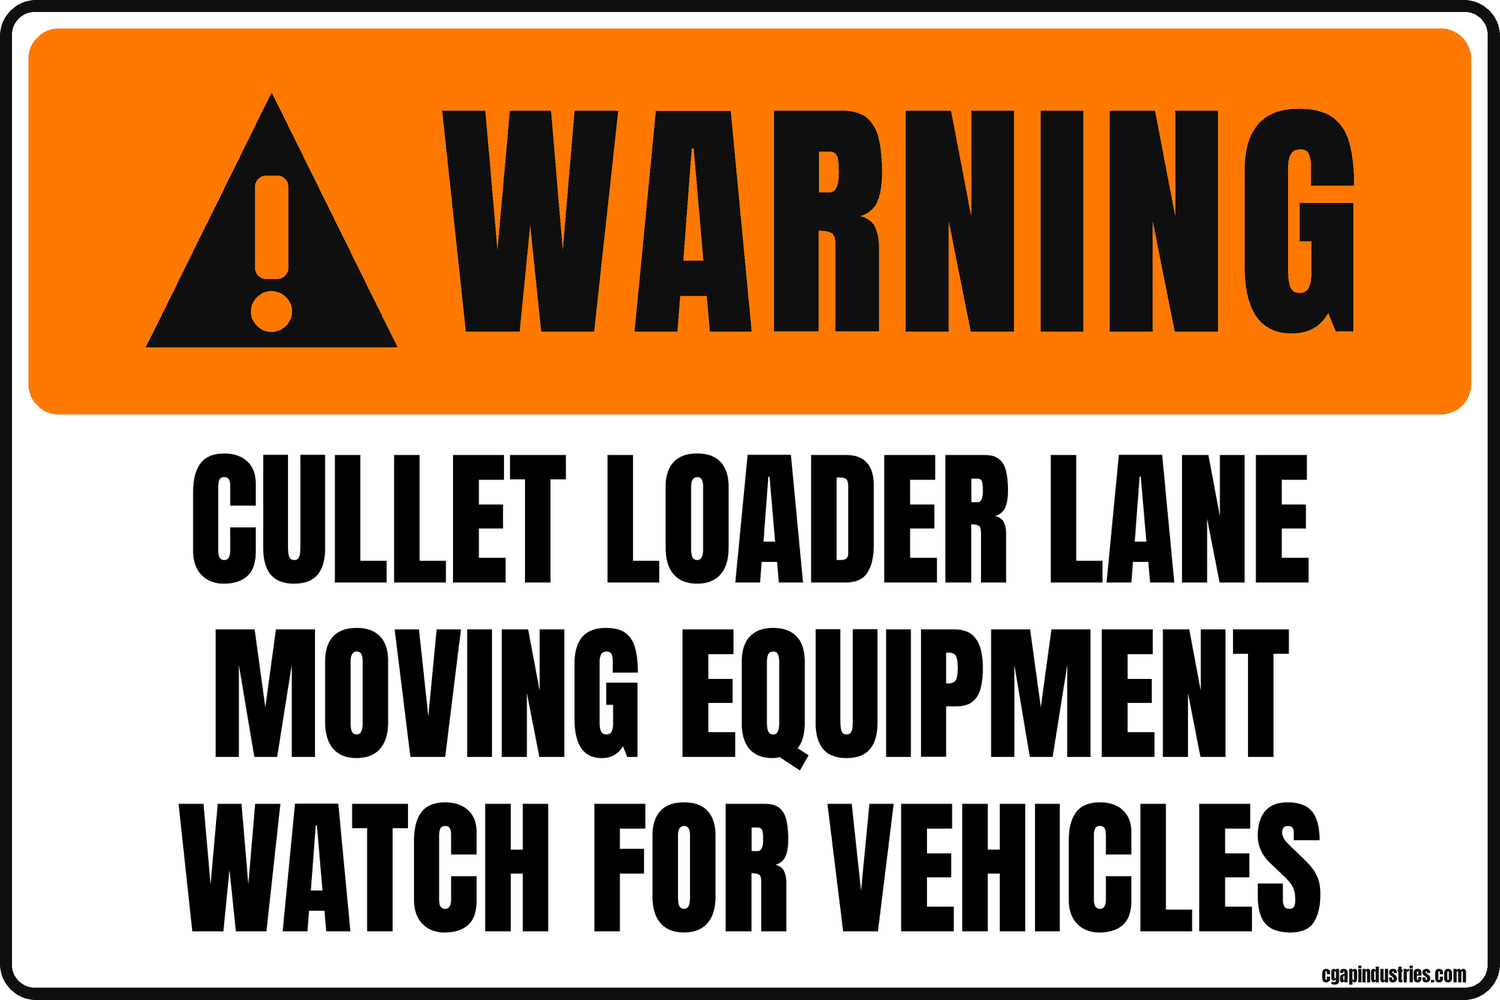 WARNING
CULLET LOADER LANE
MOVING EQUIPMENT
WATCH FOR VEHICLES
cgapindustries.com